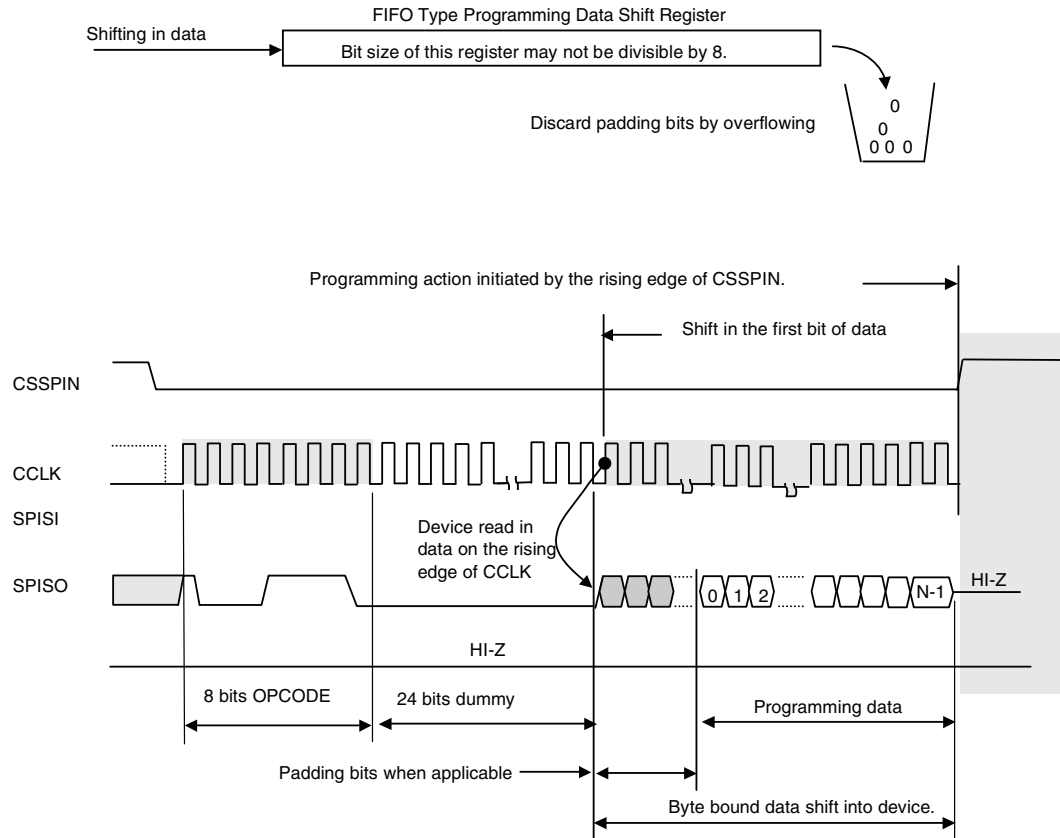 FIFO Type Programming Data Shift Register
Shifting in data
Bit size of this register may not be divisible by 8.
0
Discard padding bits by overflowing
0
0 0 0
Programming action initiated by the rising edge of CSSPIN.
Shift in the first bit of data
CSSPIN
CCLK
SPISI
Device read in
data on the rising
edge of CCLK
SPISO
0 1 2
N-1
HI-Z
HI-Z
8 bits OPCODE
24 bits dummy
Programming data
Padding bits when applicable
Byte bound data shift into device.